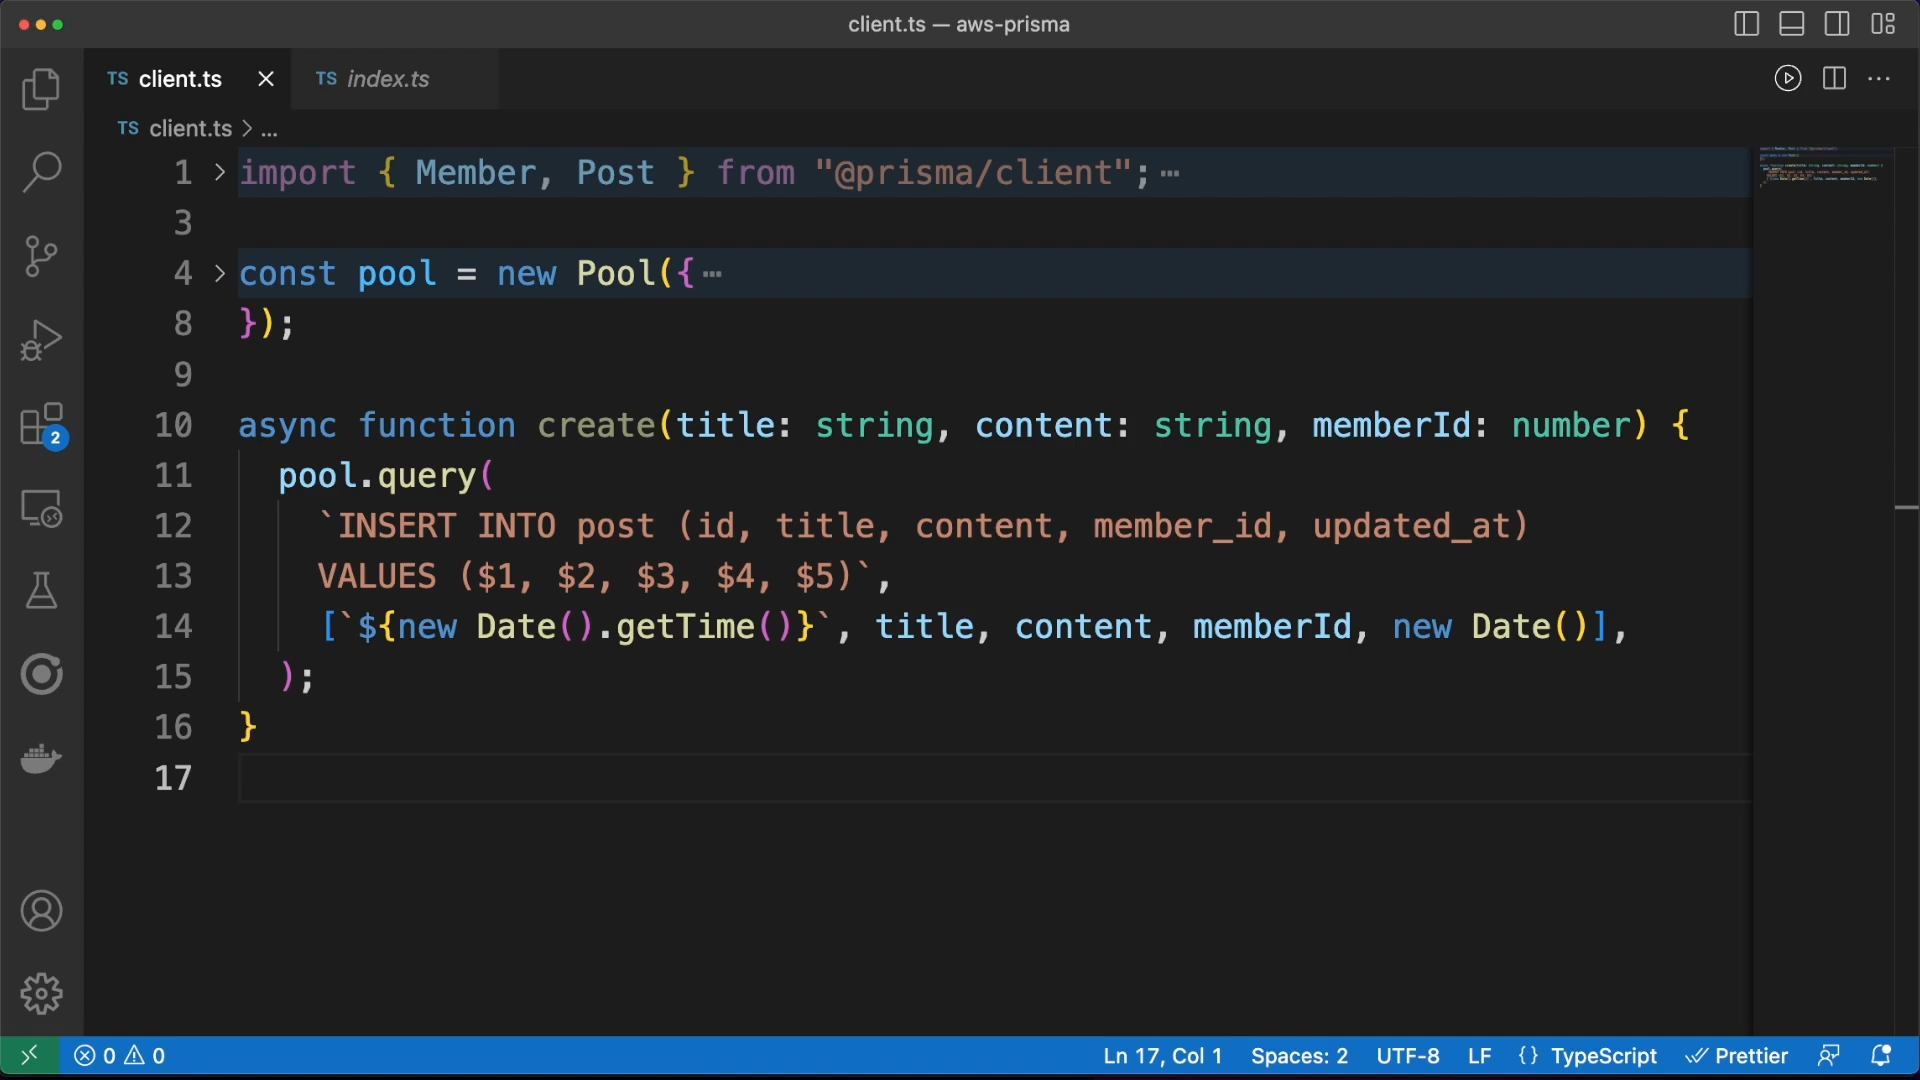 client.ts — aws-prisma
TS client.ts
TS index.ts
TS client.ts > ...
1 import { Member, Post } from "@prisma/client";
3
4 const pool = new Pool({
8 });
9
10 async function create(title: string, content: string, memberId: number) {
11 pool.query(
12 `INSERT INTO post (id, title, content, member_id, updated_at)
13 VALUES ($1, $2, $3, $4, $5)`,
14 [`${new Date().getTime()}`, title, content, memberId, new Date()],
15 );
16 }
17
2
0 0 Ln 17, Col 1 Spaces: 2 UTF-8 LF {} TypeScript Prettier